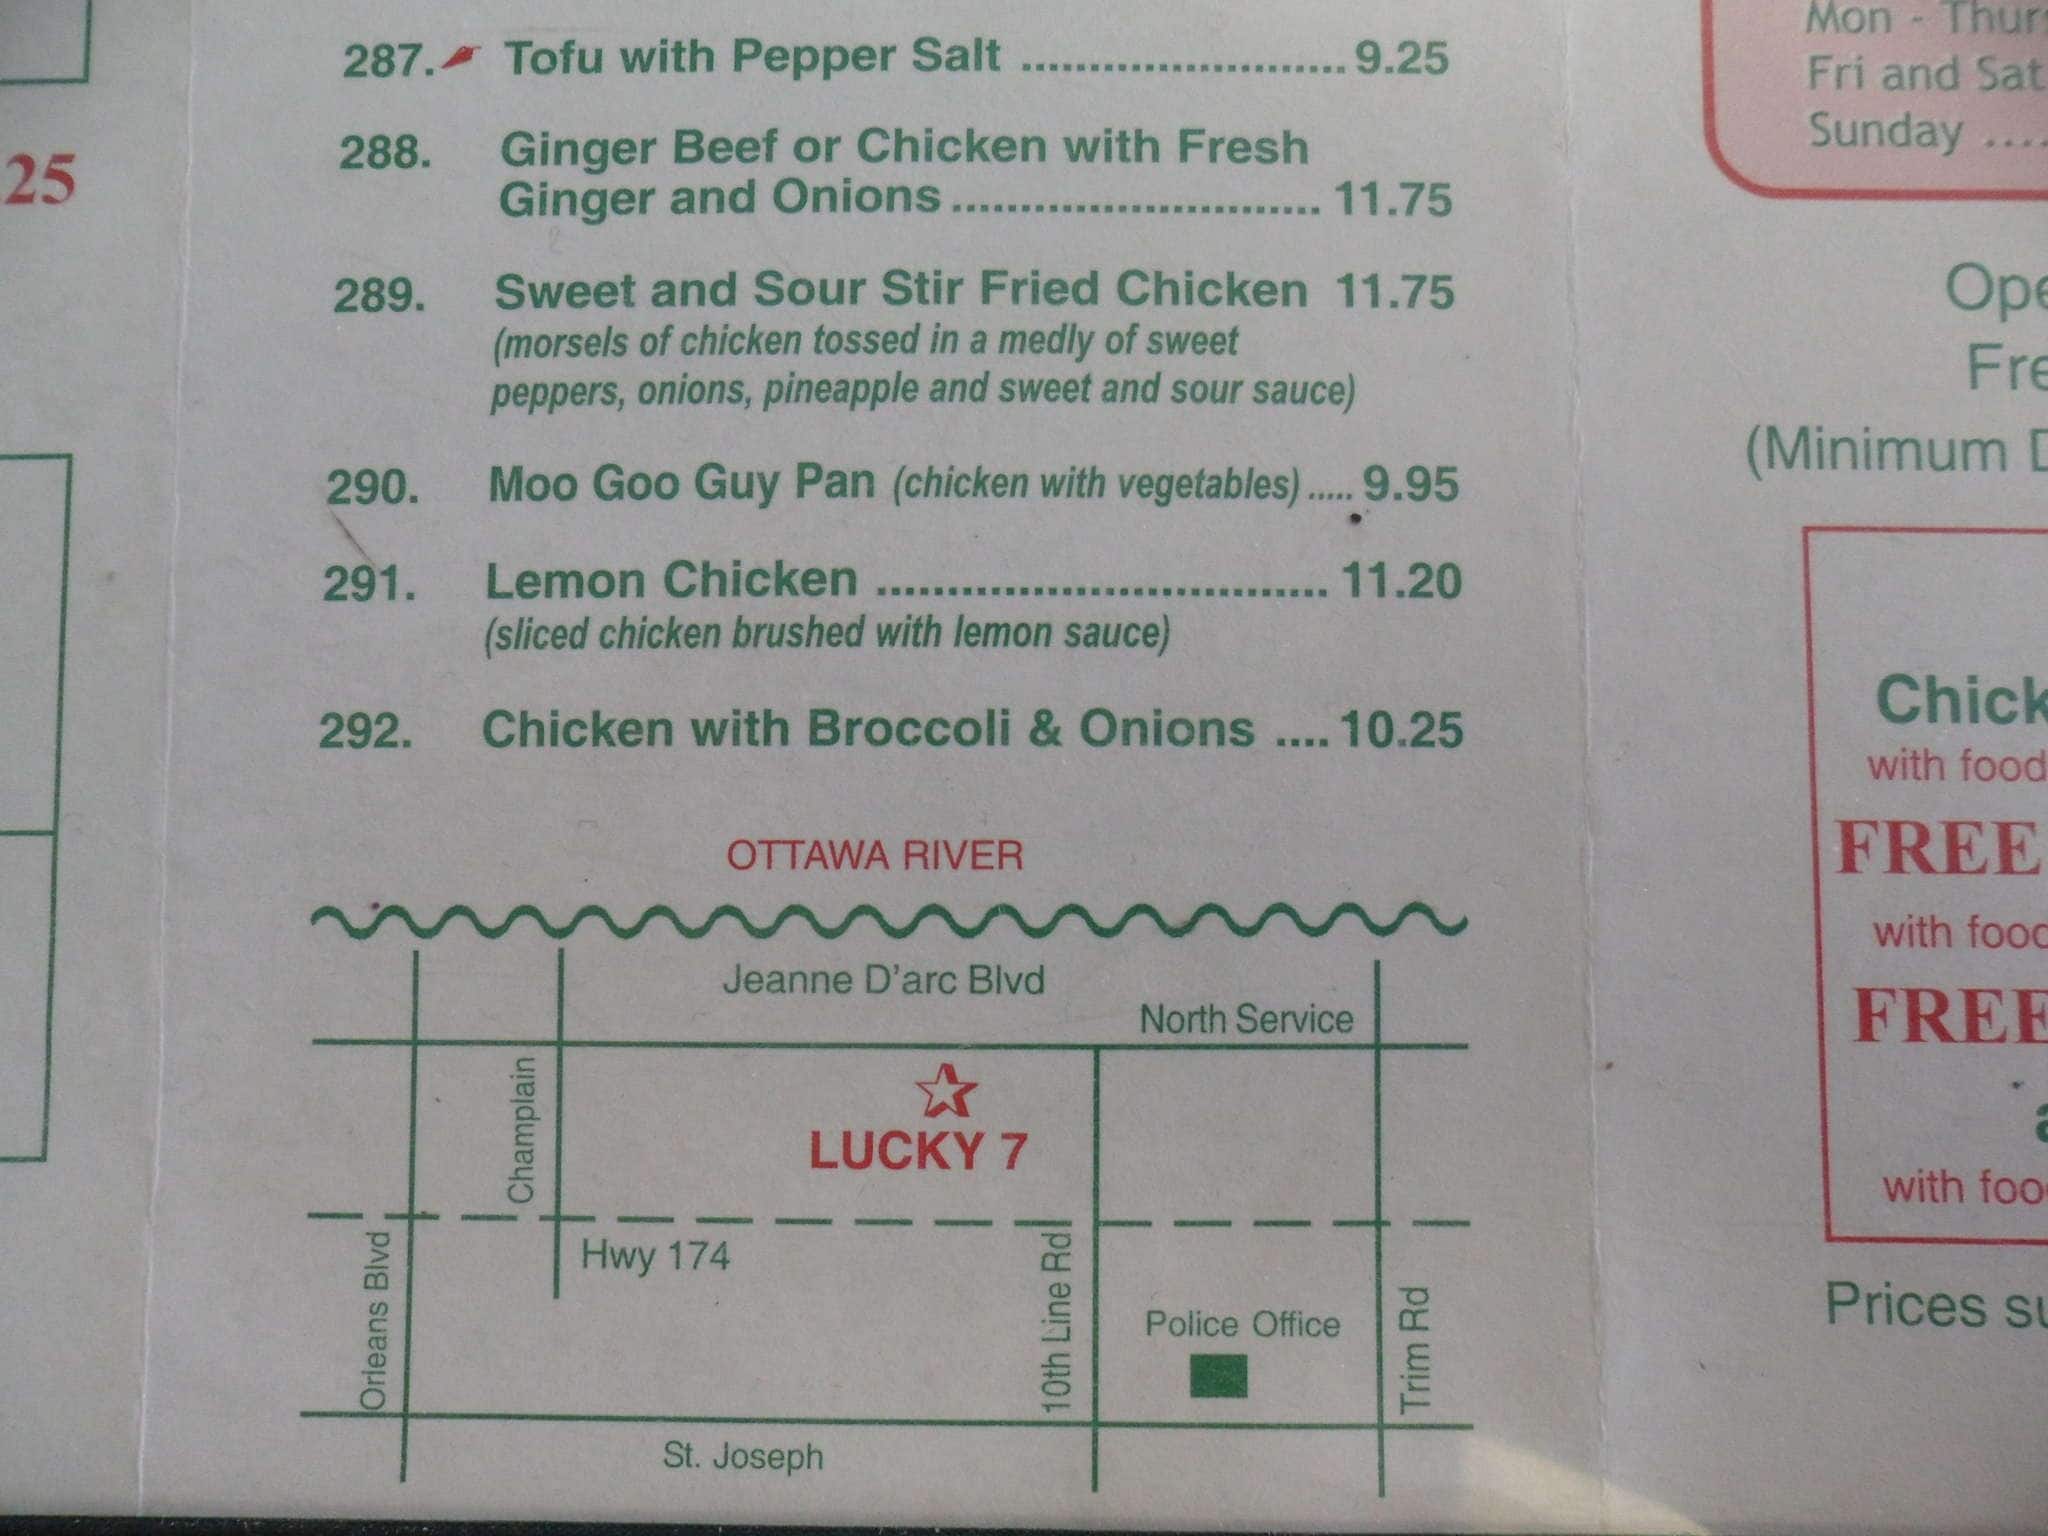 .25
287. Tofu with Pepper Salt ........................ 9.25
288. Ginger Beef or Chicken with Fresh
Ginger and Onions ........................... 11.75
289. Sweet and Sour Stir Fried Chicken 11.75
(morsels of chicken tossed in a medly of sweet
peppers, onions, pineapple and sweet and sour sauce)
290. Moo Goo Guy Pan (chicken with vegetables) ..... 9.95
291. Lemon Chicken ................................ 11.20
(sliced chicken brushed with lemon sauce)
292. Chicken with Broccoli & Onions .... 10.25
OTTAWA RIVER
Jeanne D'arc Blvd
North Service
Champlain
LUCKY 7
Hwy 174
Orleans Blvd
10th Line Rd
Police Office
Trim Rd
St. Joseph
Mon - Thurs
Fri and Sat
Sunday ....
Ope
Fre
(Minimum D
Chick
with food
FREE
with food
FREE
a
with foo
Prices su